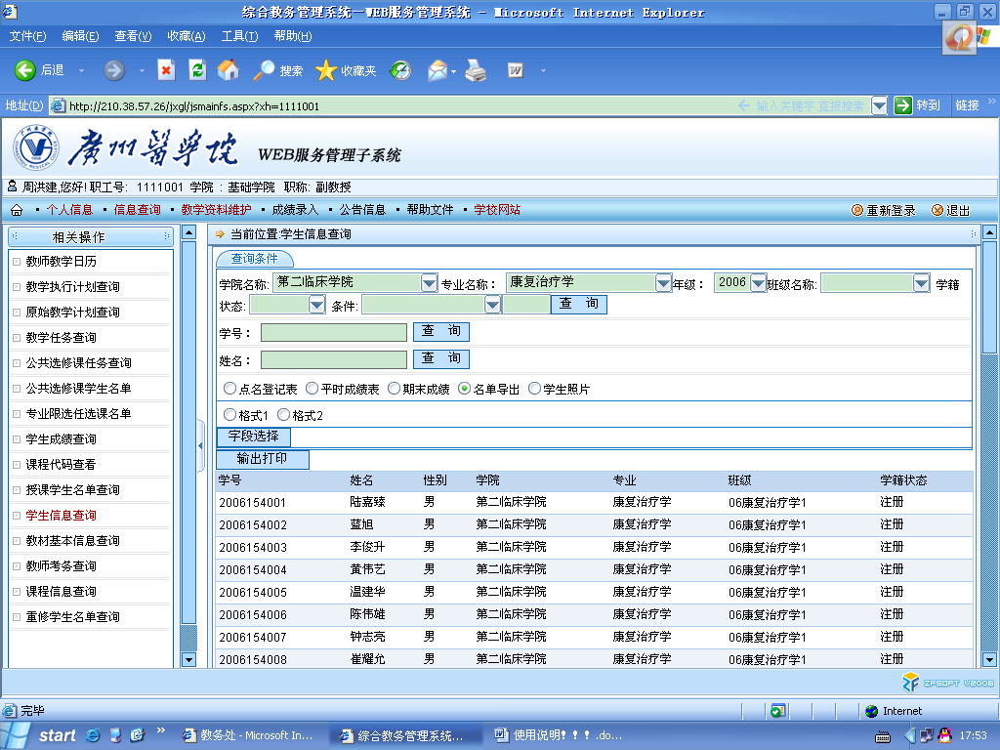 综合教务管理系统--WEB服务管理系统 - Microsoft Internet Explorer
文件(F) 编辑(E) 查看(V) 收藏(A) 工具(T) 帮助(H)
后退 搜索 收藏夹
地址(D) http://210.38.57.26/jxgl/jsmainfs.aspx?xh=1111001 输入关键字 直接搜索 转到 链接 »
廣州醫學院 WEB服务管理子系统
周洪建,您好! 职工号: 1111001 学院 : 基础学院 职称: 副教授
个人信息 信息查询 教学资料维护 成绩录入 公告信息 帮助文件 学校网站 重新登录 退出
相关操作
教师教学日历
教学执行计划查询
原始教学计划查询
教学任务查询
公共选修课任务查询
公共选修课学生名单
专业限选任选课名单
学生成绩查询
课程代码查看
授课学生名单查询
学生信息查询
教材基本信息查询
教师考务查询
课程信息查询
重修学生名单查询
当前位置:学生信息查询
查询条件
学院名称: 第二临床学院 专业名称: 康复治疗学 年级: 2006 班级名称: 学籍
状态: 条件: 查 询
学号: 查 询
姓名: 查 询
点名登记表 平时成绩表 期末成绩 名单导出 学生照片
格式1 格式2
字段选择
输出打印
学号 姓名 性别 学院 专业 班级 学籍状态
2006154001 陆嘉臻 男 第二临床学院 康复治疗学 06康复治疗学1 注册
2006154002 蓝旭 男 第二临床学院 康复治疗学 06康复治疗学1 注册
2006154003 李俊升 男 第二临床学院 康复治疗学 06康复治疗学1 注册
2006154004 黄伟艺 男 第二临床学院 康复治疗学 06康复治疗学1 注册
2006154005 温建华 男 第二临床学院 康复治疗学 06康复治疗学1 注册
2006154006 陈伟雄 男 第二临床学院 康复治疗学 06康复治疗学1 注册
2006154007 钟志亮 男 第二临床学院 康复治疗学 06康复治疗学1 注册
2006154008 崔耀允 男 第二临床学院 康复治疗学 06康复治疗学1 注册
ZFSOFT V2006
完毕 Internet
start » 教务处 - Microsoft In... 综合教务管理系统... 使用说明！！！.do... 17:53